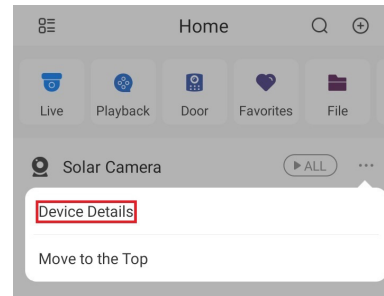 Home
Live Playback Door Favorites File
Solar Camera ALL ...
Device Details
Move to the Top